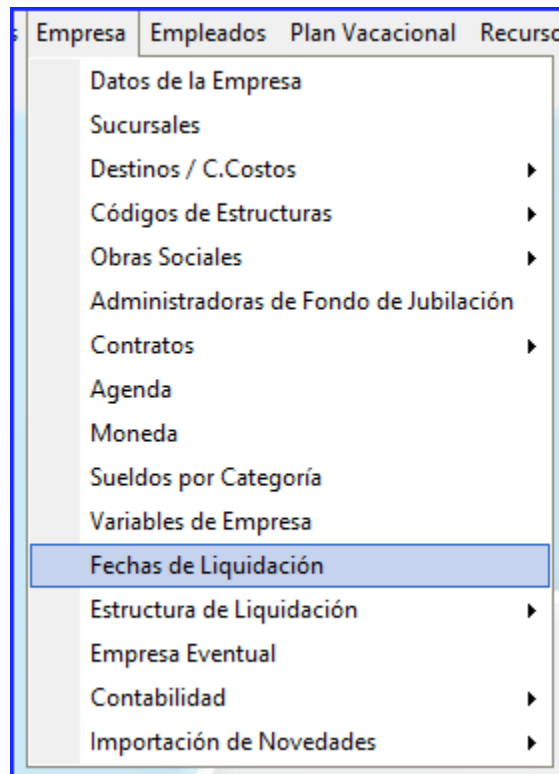 s Empresa Empleados Plan Vacacional Recurso
Datos de la Empresa
Sucursales
Destinos / C.Costos
Códigos de Estructuras
Obras Sociales
Administradoras de Fondo de Jubilación
Contratos
Agenda
Moneda
Sueldos por Categoría
Variables de Empresa
Fechas de Liquidación
Estructura de Liquidación
Empresa Eventual
Contabilidad
Importación de Novedades